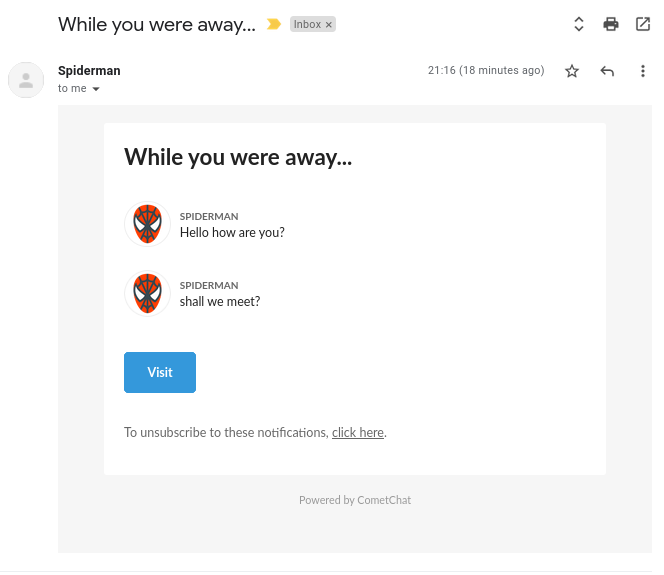 While you were away...
Inbox ×
Spiderman
21:16 (18 minutes ago)
to me
While you were away...
SPIDERMAN
Hello how are you?
SPIDERMAN
shall we meet?
Visit
To unsubscribe to these notifications, click here.
Powered by CometChat